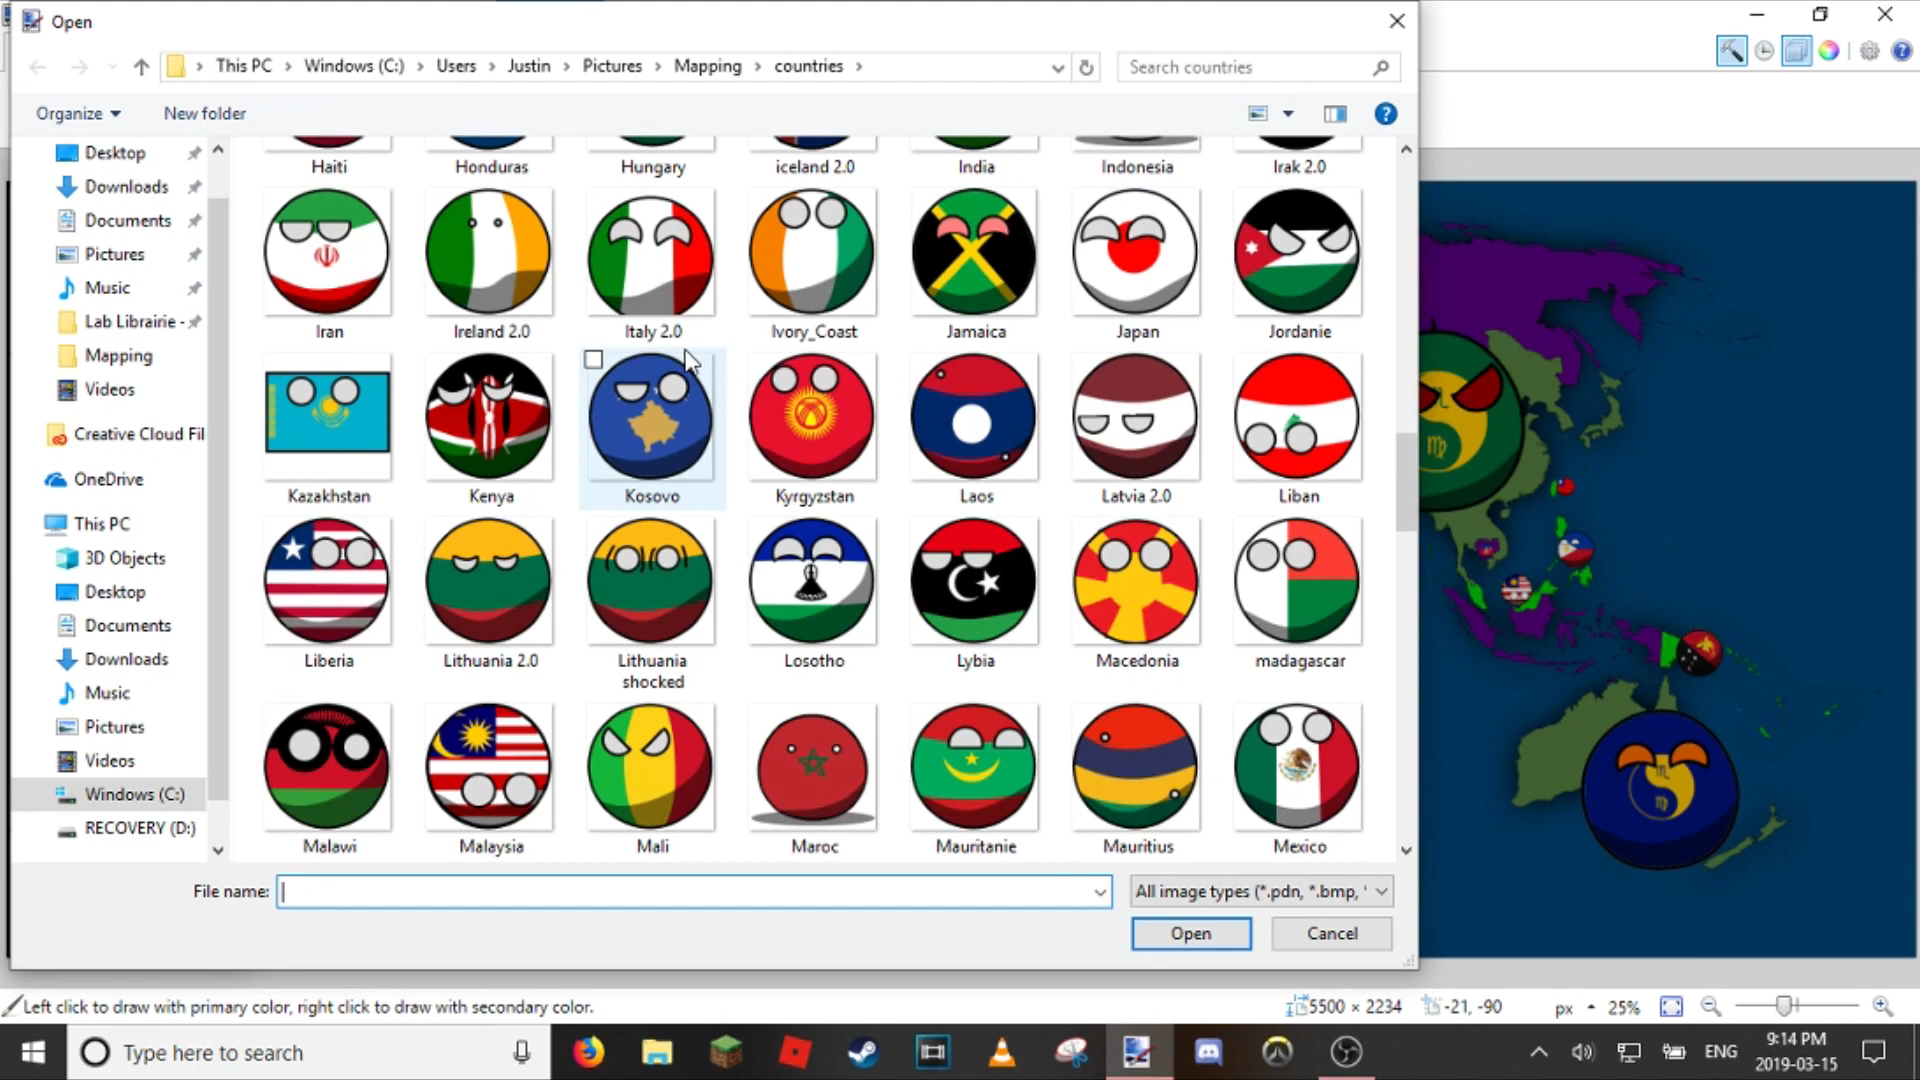 Open
This PC > Windows (C:) > Users > Justin > Pictures > Mapping > countries >
Search countries
Organize
New folder
Desktop
Downloads
Documents
Pictures
Music
Lab Librairie -
Mapping
Videos
Creative Cloud Fil
OneDrive
This PC
3D Objects
Desktop
Documents
Downloads
Music
Pictures
Videos
Windows (C:)
RECOVERY (D:)
Haiti Honduras Hungary iceland 2.0 India Indonesia Irak 2.0
Iran Ireland 2.0 Italy 2.0 Ivory_Coast Jamaica Japan Jordanie
Kazakhstan Kenya Kosovo Kyrgyzstan Laos Latvia 2.0 Liban
Liberia Lithuania 2.0 Lithuania Losotho Lybia Macedonia madagascar
shocked
Malawi Malaysia Mali Maroc Mauritanie Mauritius Mexico
File name:
All image types (*.pdn, *.bmp, '
Open Cancel
Left click to draw with primary color, right click to draw with secondary color.
5500 × 2234 -21, -90 px 25%
Type here to search
ENG
9:14 PM
2019-03-15